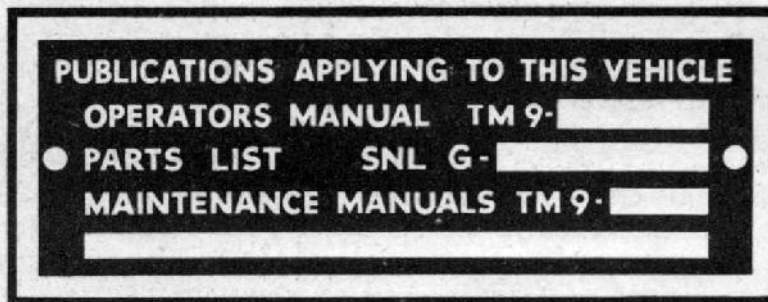 PUBLICATIONS APPLYING TO THIS VEHICLE
OPERATORS MANUAL TM 9-
PARTS LIST SNL G-
MAINTENANCE MANUALS TM 9-